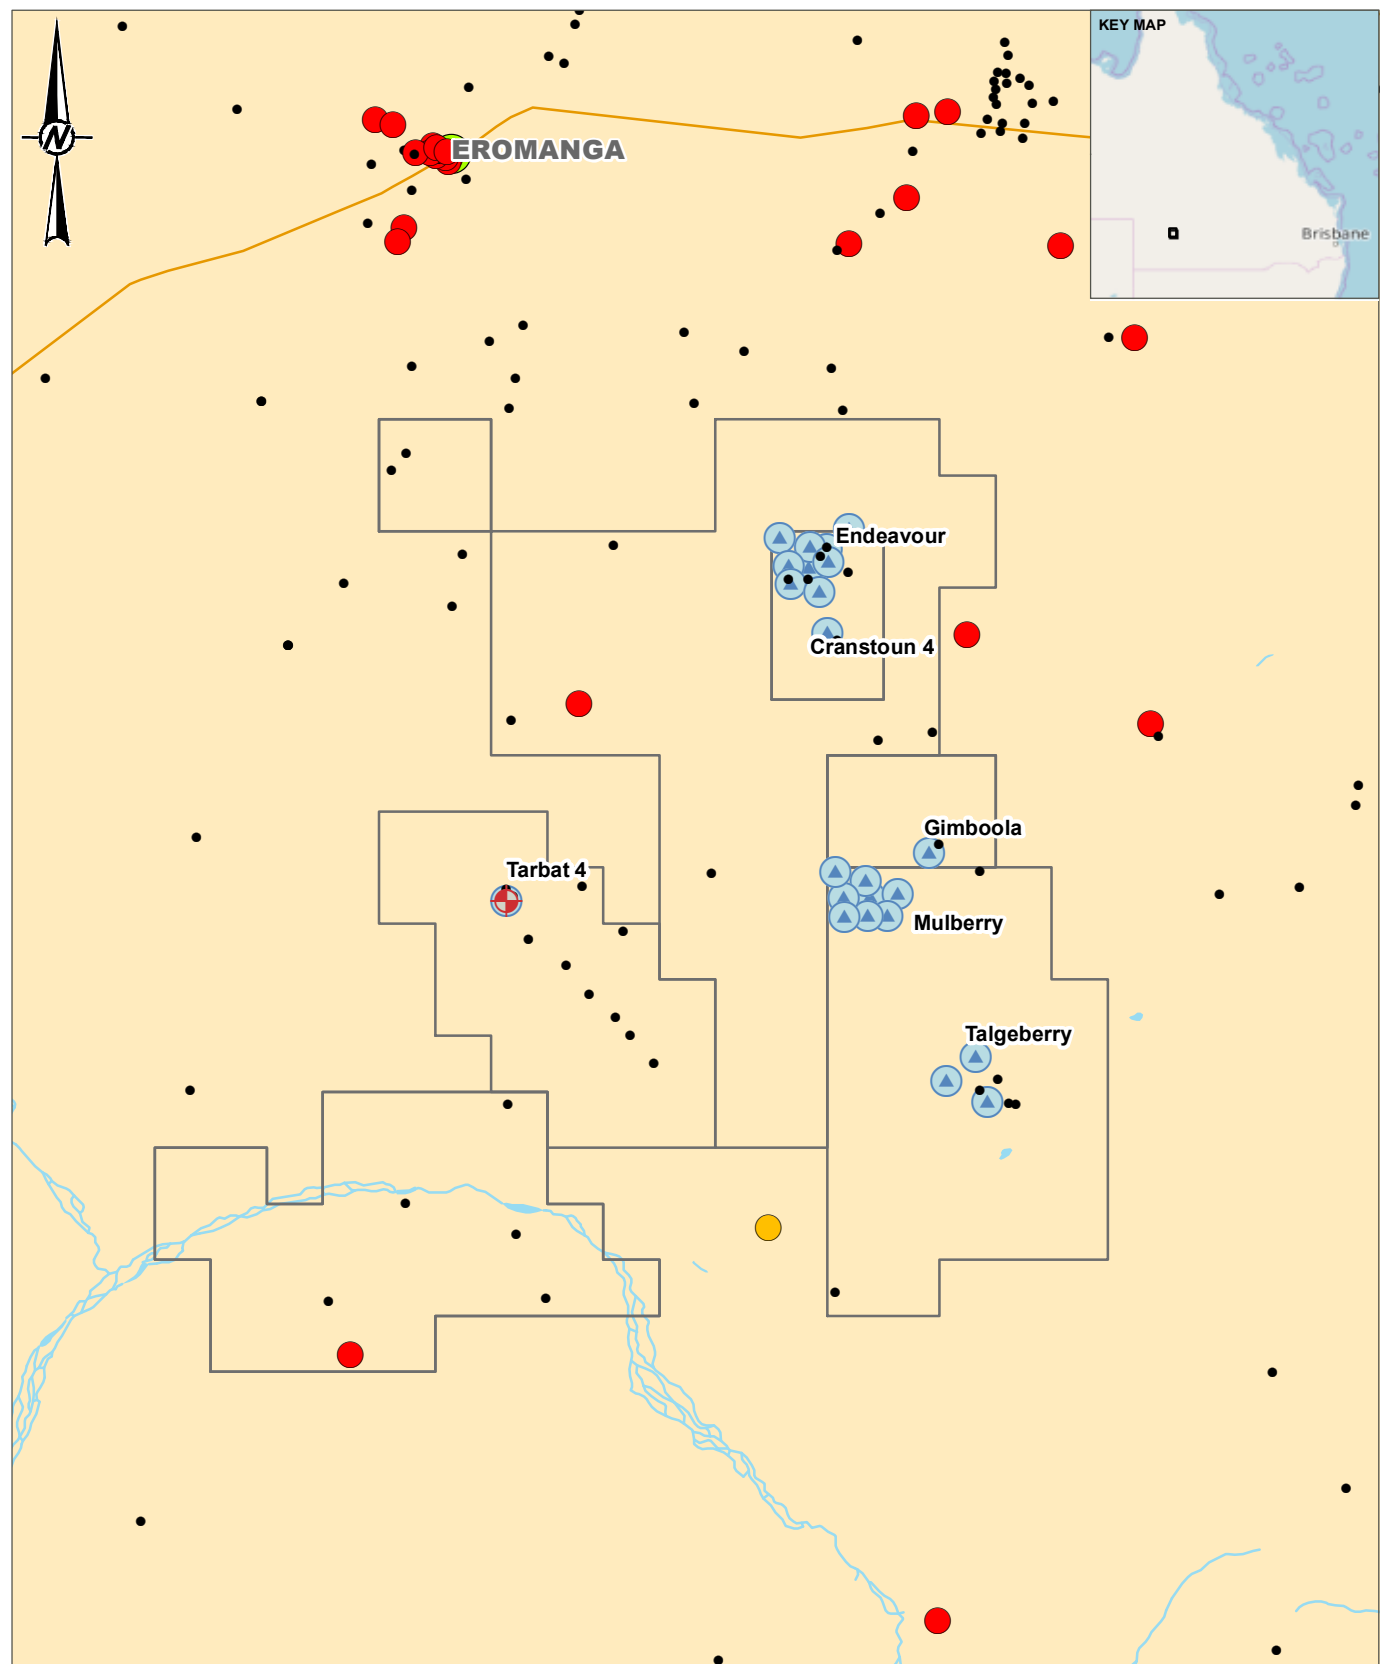 KEY MAP
N
EROMANGA
Brisbane
Endeavour
Cranstoun 4
Gimboola
Tarbat 4
Mulberry
Talgeberry